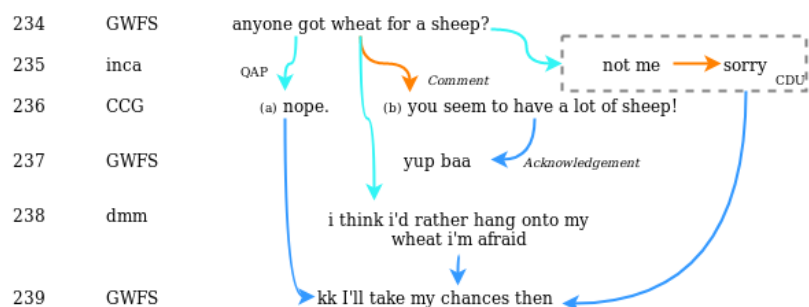 234 GWFS anyone got wheat for a sheep?
235 inca not me sorry
QAP Comment CDU
236 CCG (a) nope. (b) you seem to have a lot of sheep!
237 GWFS yup baa Acknowledgement
238 dmm i think i'd rather hang onto my
wheat i'm afraid
239 GWFS kk I'll take my chances then